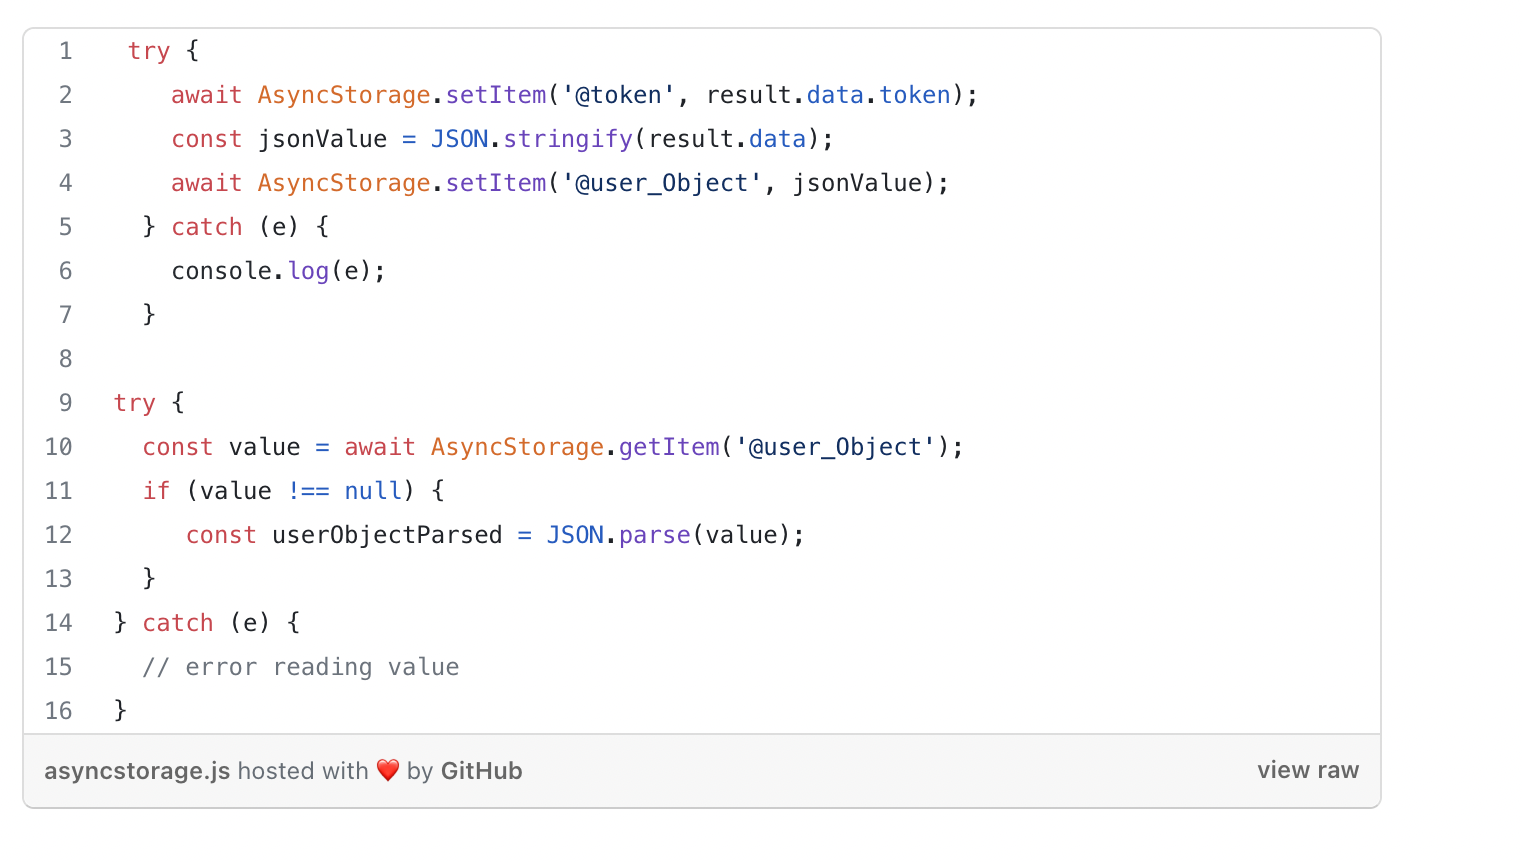 1 try {
2 await AsyncStorage.setItem('@token', result.data.token);
3 const jsonValue = JSON.stringify(result.data);
4 await AsyncStorage.setItem('@user_Object', jsonValue);
5 } catch (e) {
6 console.log(e);
7 }
8
9 try {
10 const value = await AsyncStorage.getItem('@user_Object');
11 if (value !== null) {
12 const userObjectParsed = JSON.parse(value);
13 }
14 } catch (e) {
15 // error reading value
16 }
asyncstorage.js hosted with ❤️ by GitHub view raw